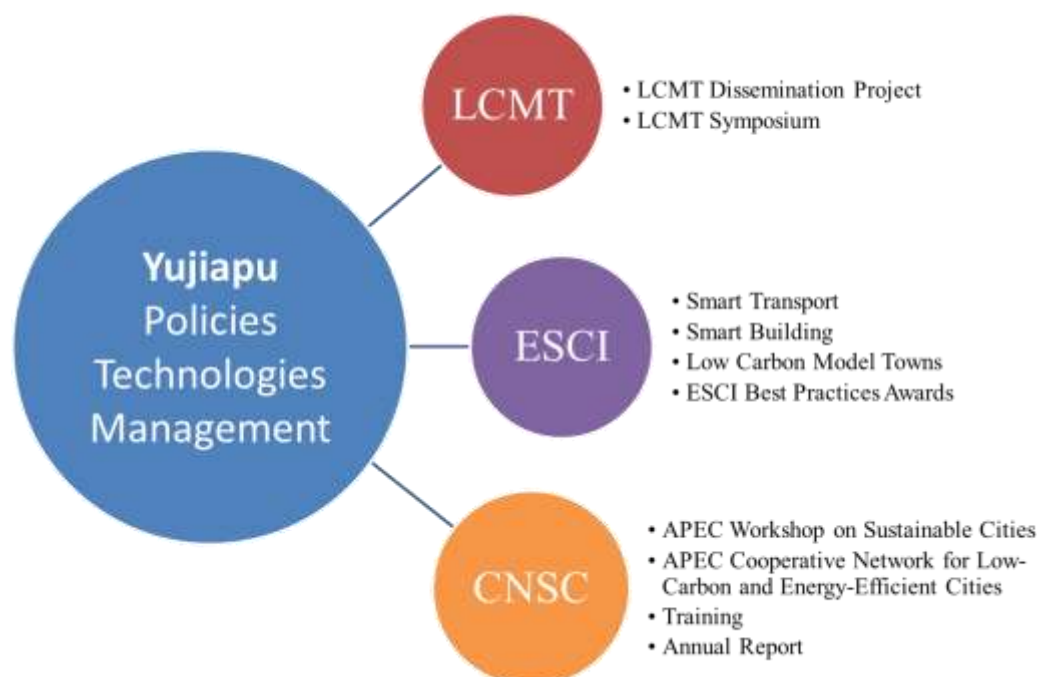 LCMT
• LCMT Dissemination Project
• LCMT Symposium
Yujiapu
Policies
Technologies
Management
ESCI
• Smart Transport
• Smart Building
• Low Carbon Model Towns
• ESCI Best Practices Awards
CNSC
• APEC Workshop on Sustainable Cities
• APEC Cooperative Network for Low-
Carbon and Energy-Efficient Cities
• Training
• Annual Report